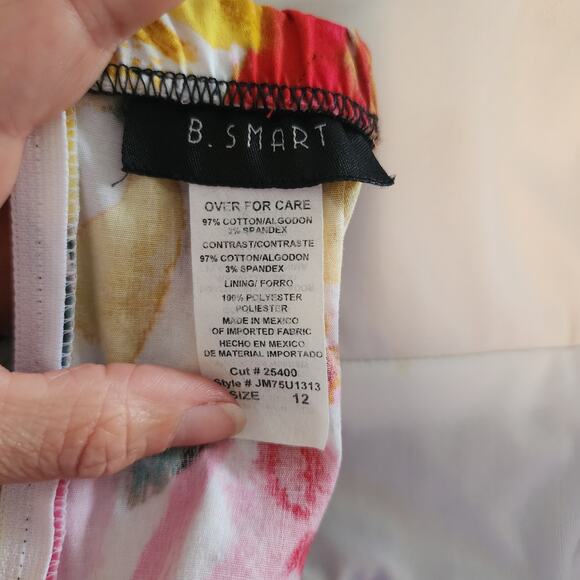 B. SMART
OVER FOR CARE
97% COTTON/ALGODON
3% SPANDEX
CONTRAST/CONTRASTE
97% COTTON/ALGODON
3% SPANDEX
LINING/ FORRO
100% POLYESTER
POLIESTER
MADE IN MEXICO
OF IMPORTED FABRIC
HECHO EN MEXICO
DE MATERIAL IMPORTADO
Cut # 25400
Style # JM75U1313
SIZE 12